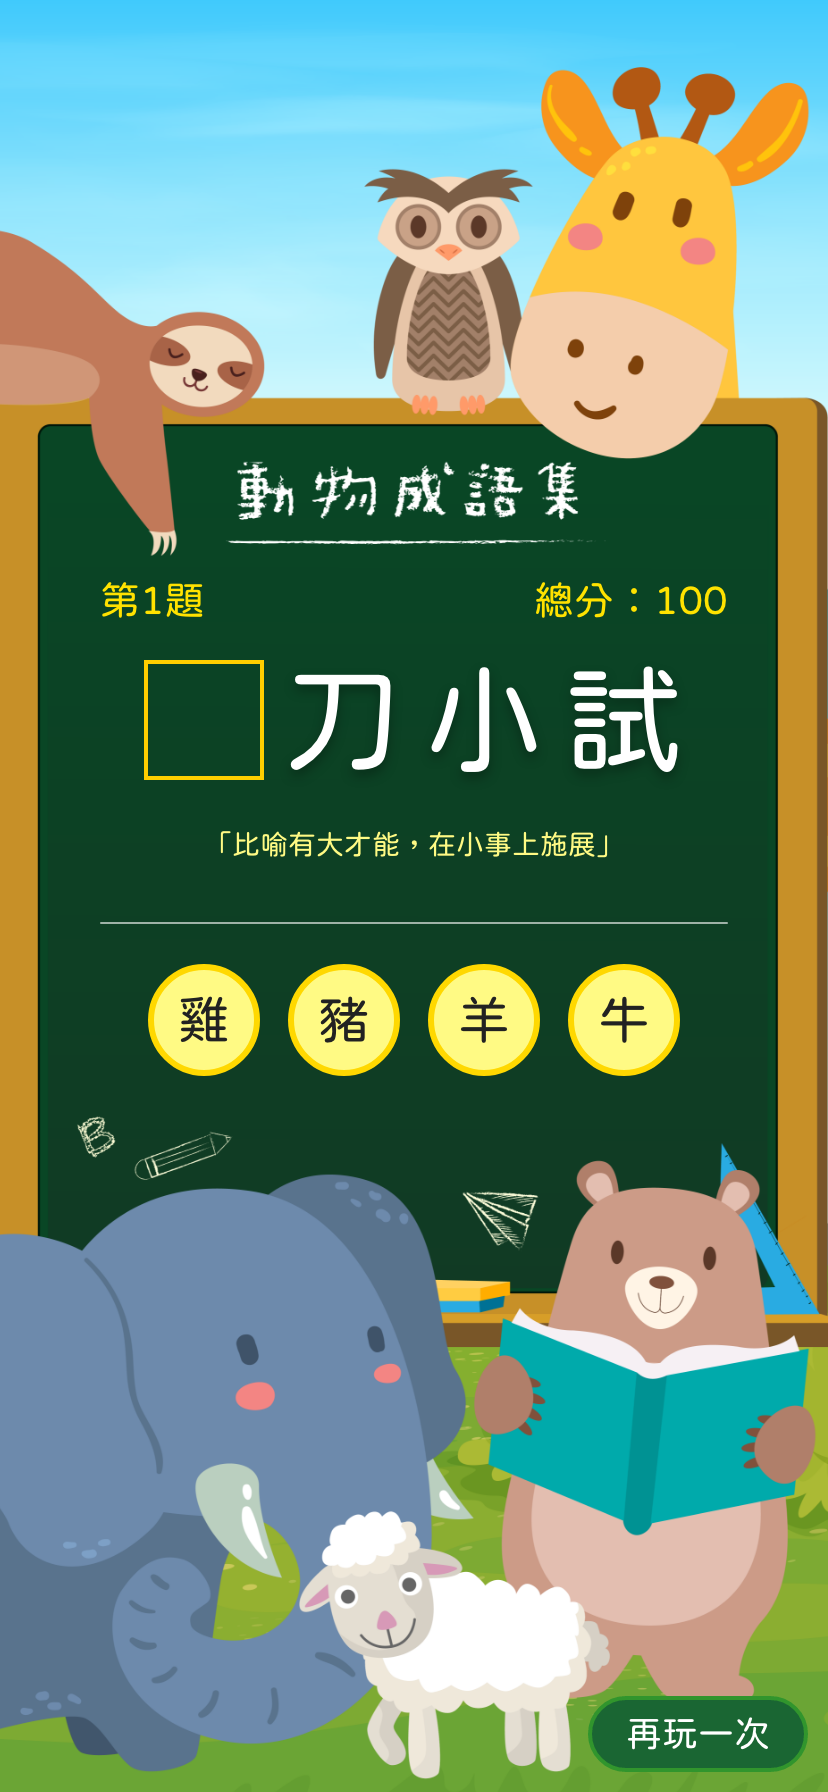 動物成語集
第1題
總分：100
刀小試
「比喻有大才能，在小事上施展」
雞
豬
羊
牛
B
再玩一次